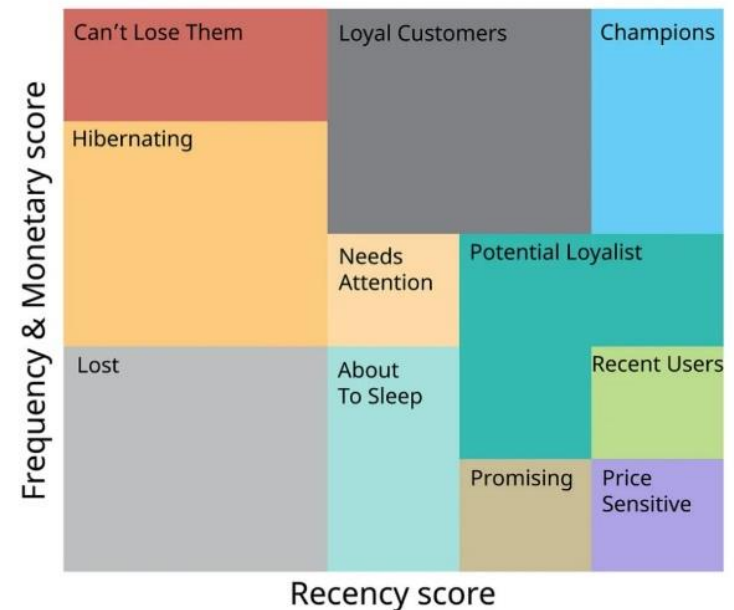 Can’t Lose Them
Loyal Customers
Champions
Hibernating
Needs
Attention
Potential Loyalist
Lost
About
To Sleep
Recent Users
Promising
Price
Sensitive
Frequency & Monetary score
Recency score